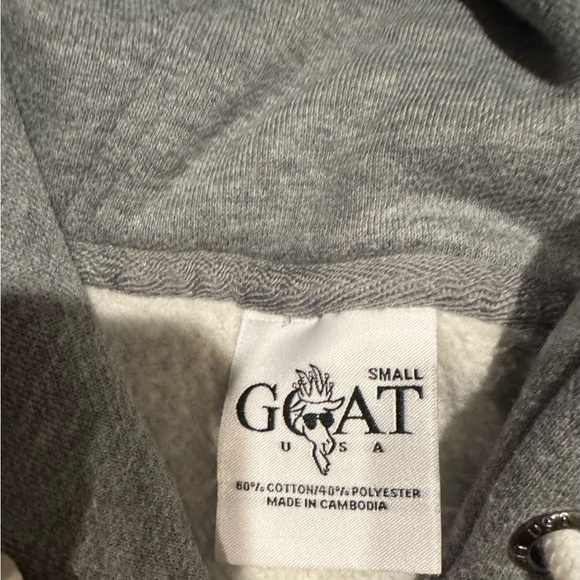 SMALL
GOAT
USA
60% COTTON/40% POLYESTER
MADE IN CAMBODIA